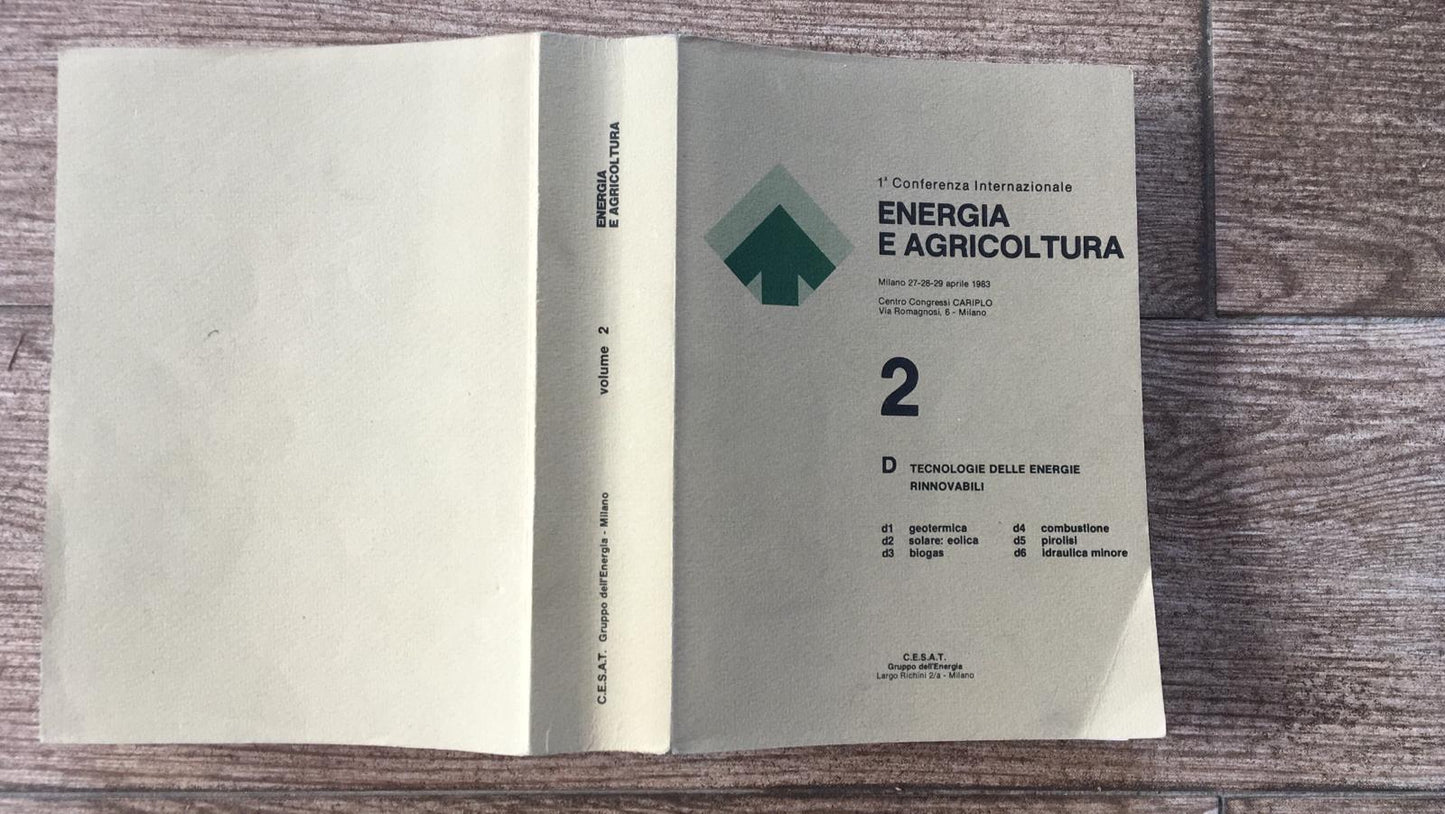 ENERGIA
E AGRICOLTURA
volume 2
C.E.S.A.T. Gruppo dell'Energia - Milano
1ª Conferenza Internazionale
ENERGIA
E AGRICOLTURA
Milano 27-28-29 aprile 1983
Centro Congressi CARIPLO
Via Romagnosi, 6 - Milano
2
D TECNOLOGIE DELLE ENERGIE
RINNOVABILI
d1 geotermica d4 combustione
d2 solare: eolica d5 pirolisi
d3 biogas d6 idraulica minore
C.E.S.A.T.
Gruppo dell'Energia
Largo Richini 2/a - Milano